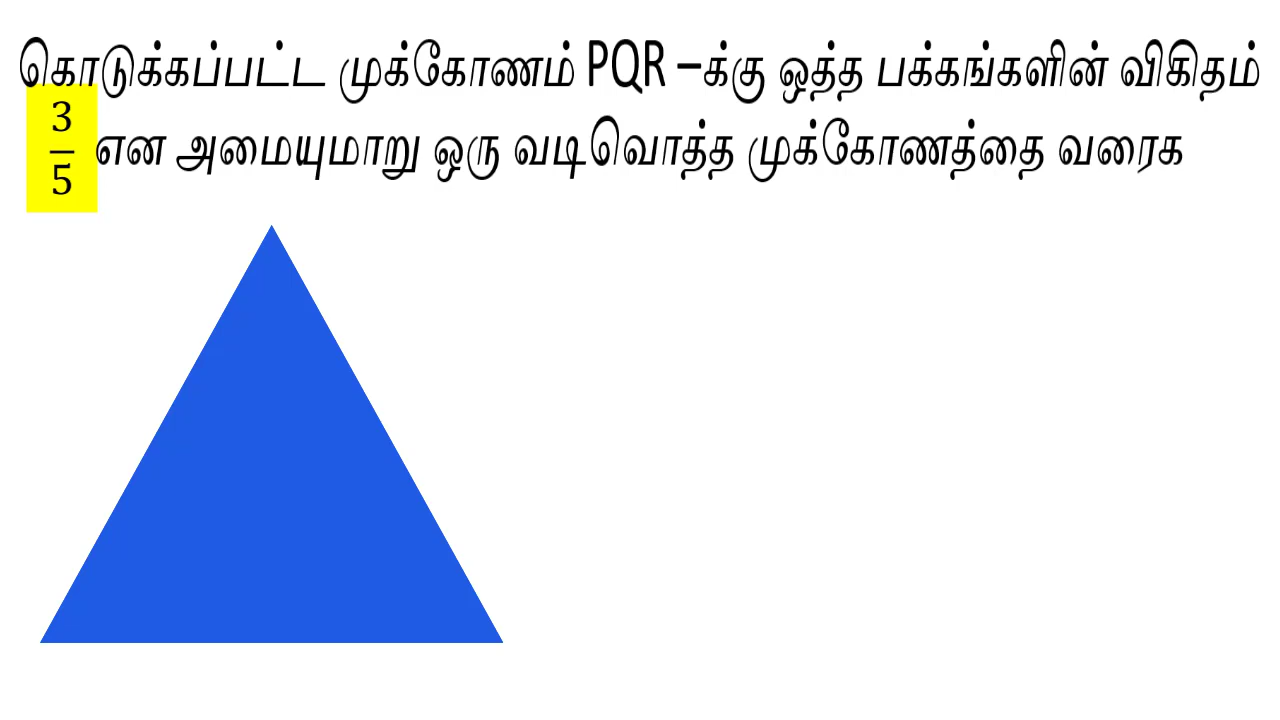 கொடுக்கப்பட்ட முக்கோணம் PQR –க்கு ஒத்த பக்கங்களின் விகிதம்
3/5 என அமையுமாறு ஒரு வடிவொத்த முக்கோணத்தை வரைக